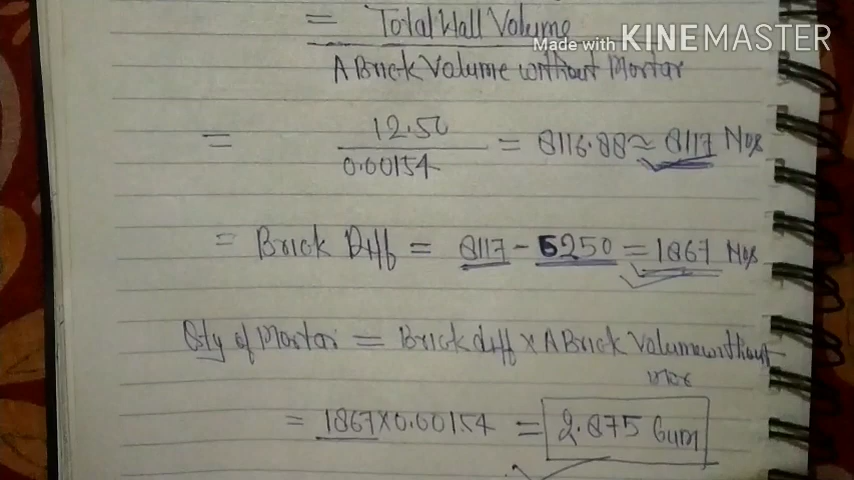 = Total Wall Volume
Made with KINEMASTER
A Brick Volume without Mortar
= 12.50 / 0.00154 = 8116.88 ≈ 8117 Nos
= Brick Diff = 8117 - 6250 = 1867 Nos
Qty of Mortar = Brick diff × A Brick Volume without
= 1867 × 0.00154 = 2.875 Cum